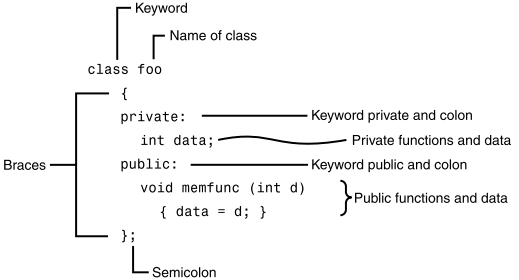 Keyword
Name of class
class foo
{
private: Keyword private and colon
int data; Private functions and data
public: Keyword public and colon
Braces
void memfunc (int d)
Public functions and data
{ data = d; }
};
Semicolon